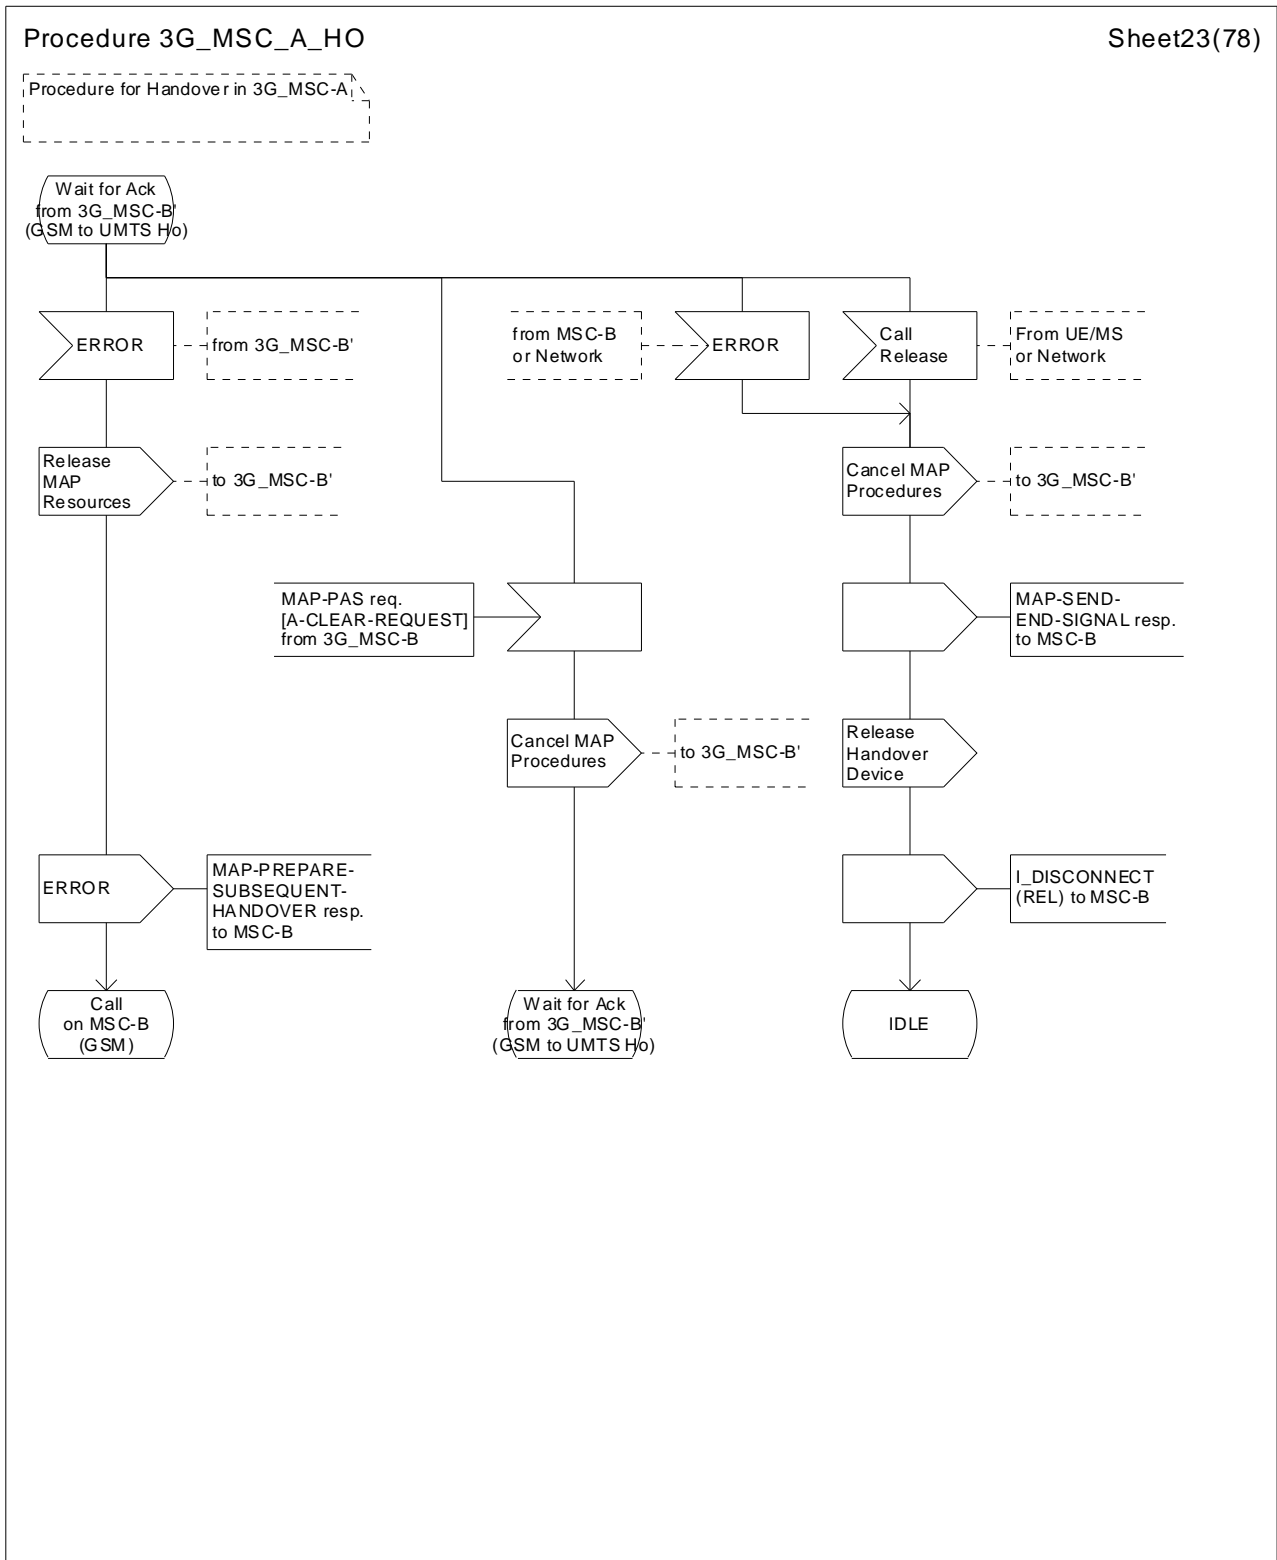 Procedure 3G_MSC_A_HO
Sheet23(78)
Procedure for Handover in 3G_MSC-A
Wait for Ack
from 3G_MSC-B'
(GSM to UMTS Ho)
ERROR
from 3G_MSC-B'
from MSC-B
or Network
ERROR
Call
Release
From UE/MS
or Network
Release
MAP
Resources
to 3G_MSC-B'
Cancel MAP
Procedures
to 3G_MSC-B'
MAP-PAS req.
[A-CLEAR-REQUEST]
from 3G_MSC-B
MAP-SEND-
END-SIGNAL resp.
to MSC-B
Cancel MAP
Procedures
to 3G_MSC-B'
Release
Handover
Device
ERROR
MAP-PREPARE-
SUBSEQUENT-
HANDOVER resp.
to MSC-B
I_DISCONNECT
(REL) to MSC-B
Call
on MSC-B
(GSM)
Wait for Ack
from 3G_MSC-B'
(GSM to UMTS Ho)
IDLE